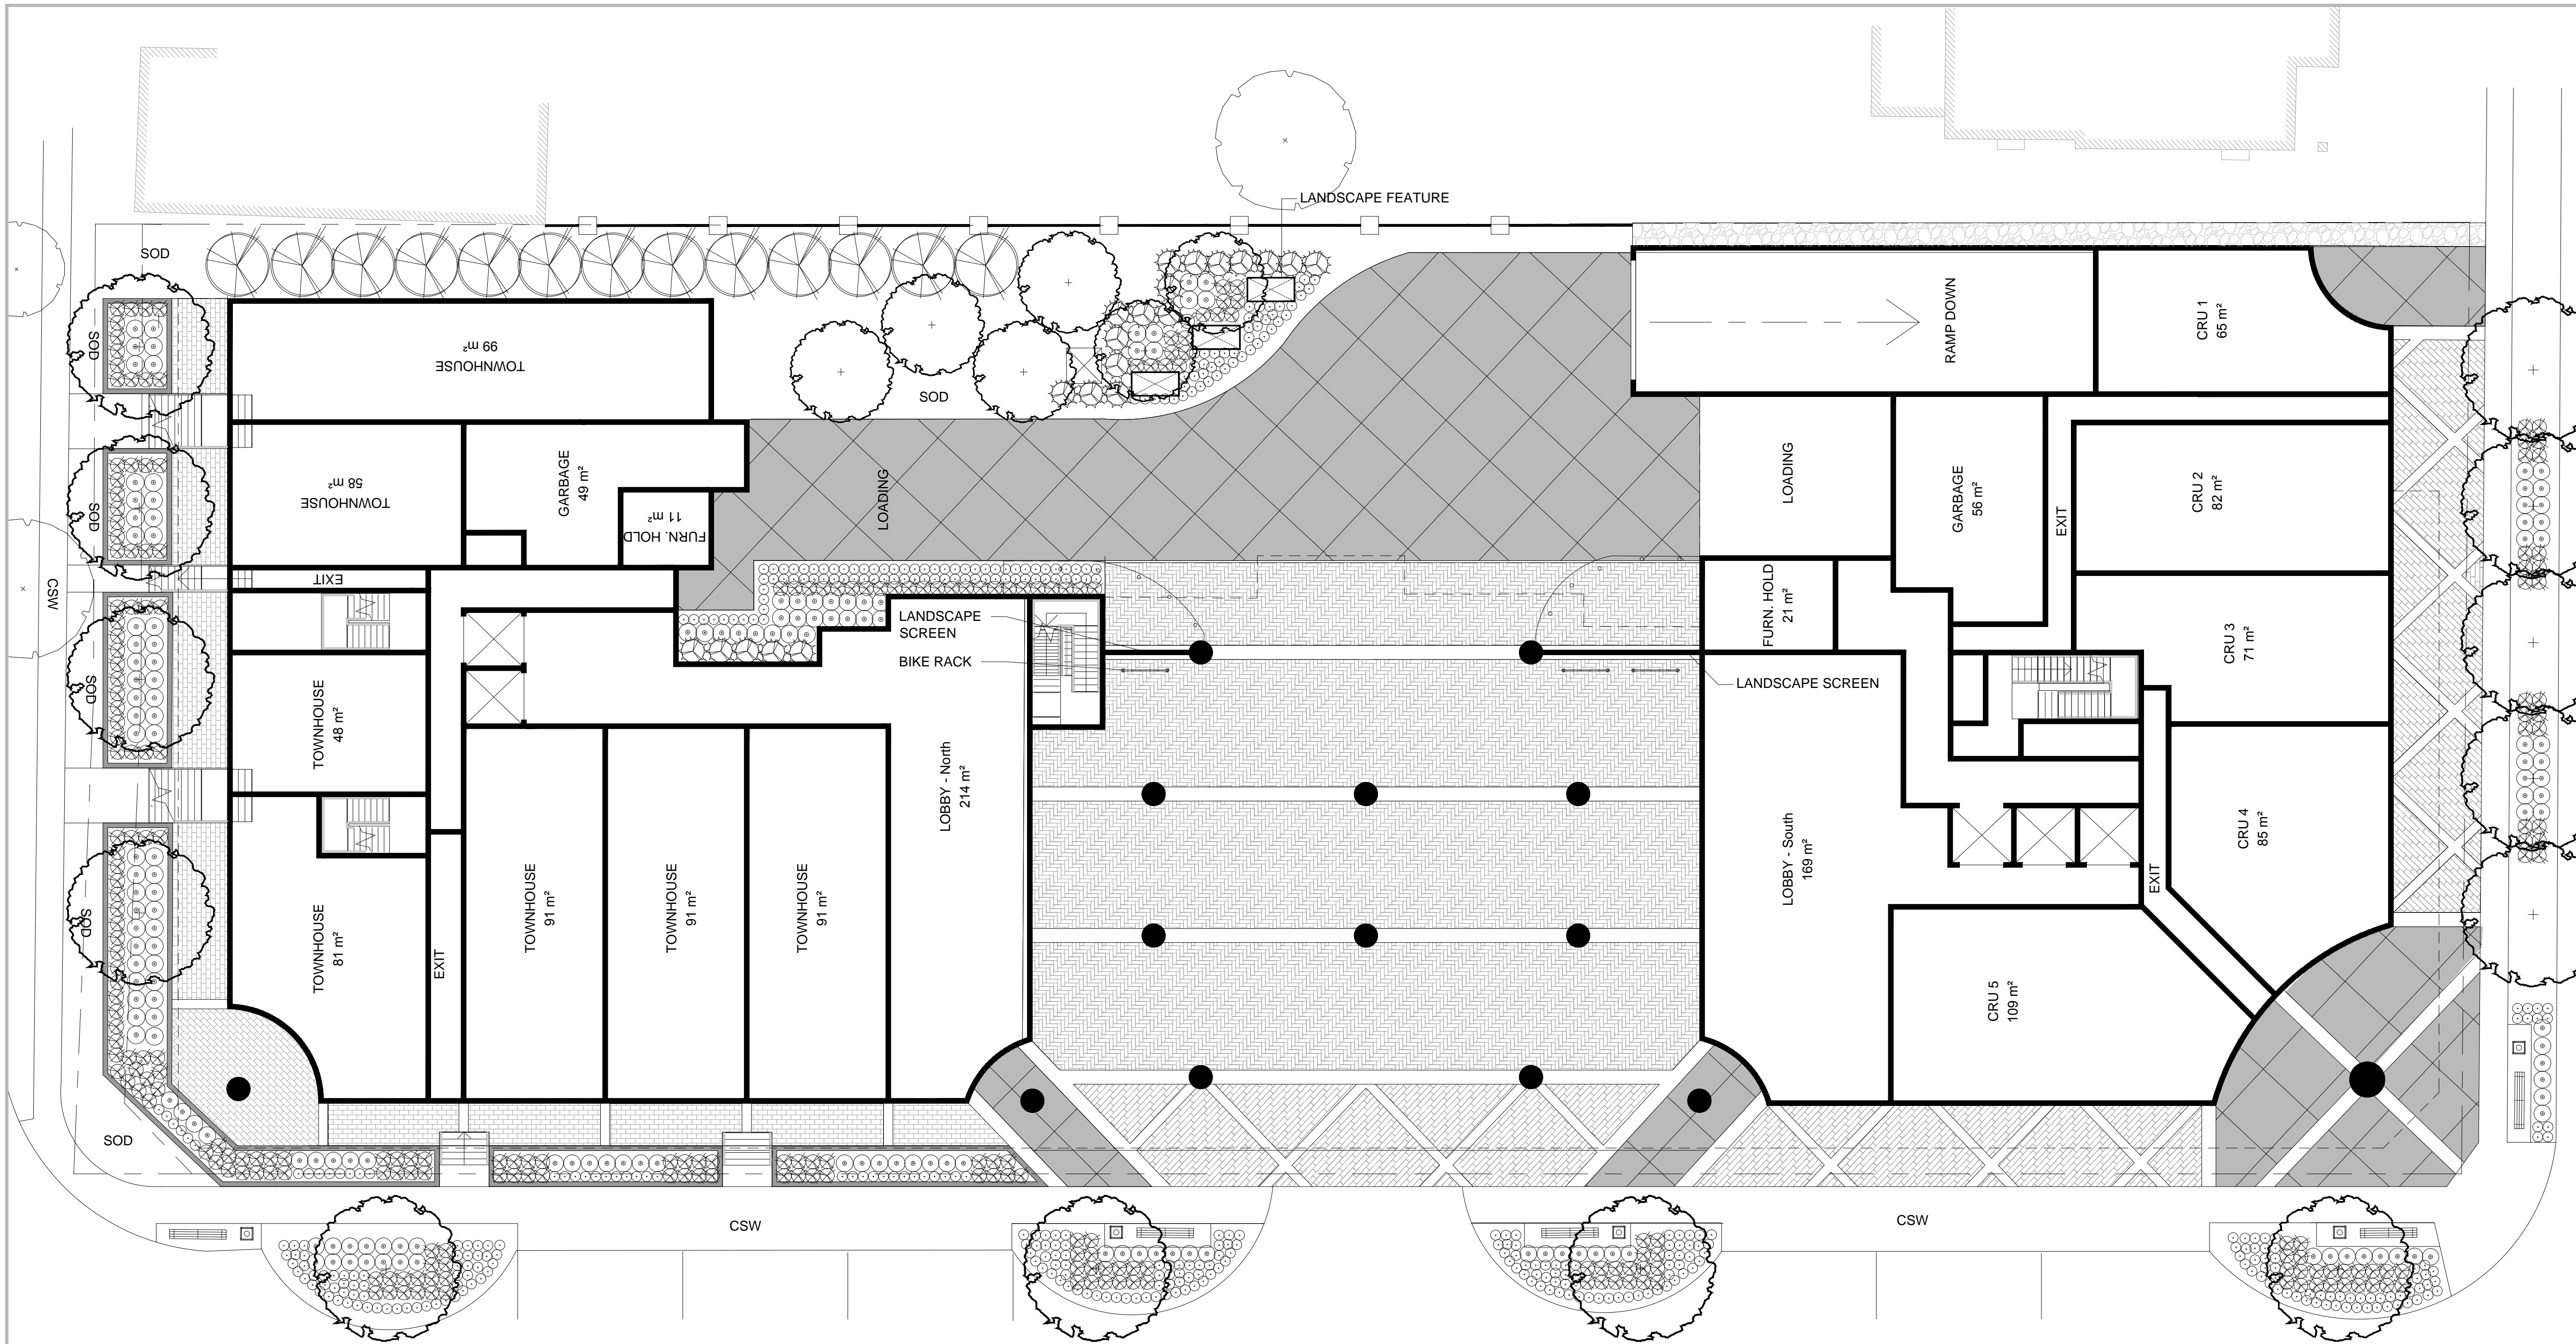 LANDSCAPE FEATURE
SOD
SOD
TOWNHOUSE
99 m²
SOD
RAMP DOWN
CRU 1
65 m²
SOD
TOWNHOUSE
58 m²
GARBAGE
49 m²
FURN. HOLD
11 m²
LOADING
LOADING
GARBAGE
56 m²
EXIT
CRU 2
82 m²
CSW
EXIT
LANDSCAPE
SCREEN
BIKE RACK
FURN. HOLD
21 m²
CRU 3
71 m²
SOD
TOWNHOUSE
48 m²
LANDSCAPE SCREEN
LOBBY - North
214 m²
LOBBY - South
169 m²
CRU 4
85 m²
EXIT
SOD
TOWNHOUSE
81 m²
EXIT
TOWNHOUSE
91 m²
TOWNHOUSE
91 m²
TOWNHOUSE
91 m²
CRU 5
109 m²
SOD
CSW
CSW